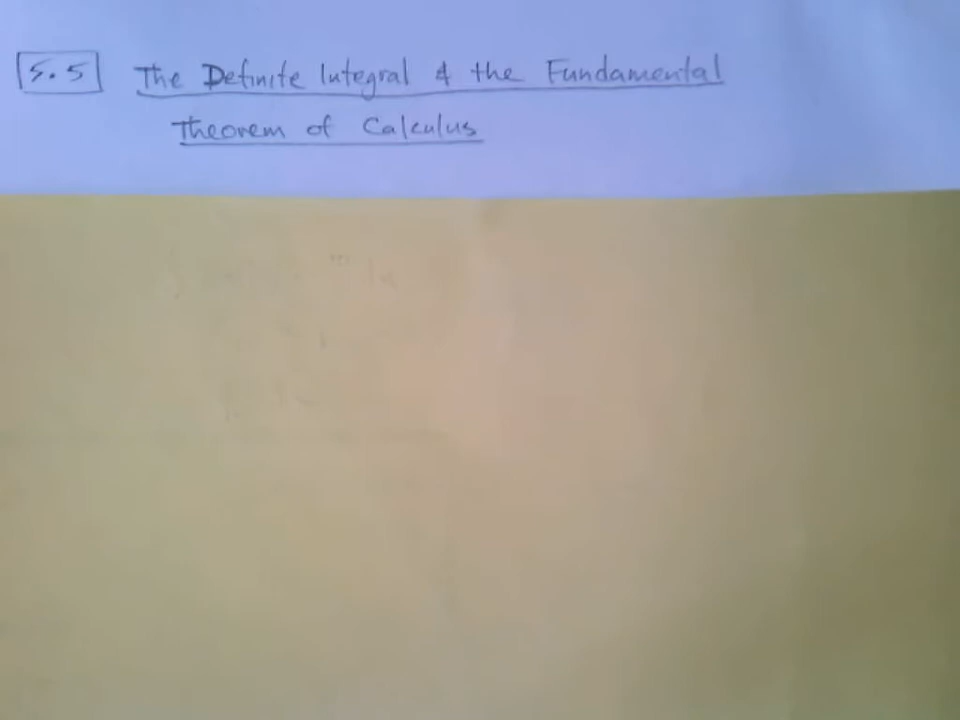 5.5 The Definite Integral & the Fundamental
Theorem of Calculus